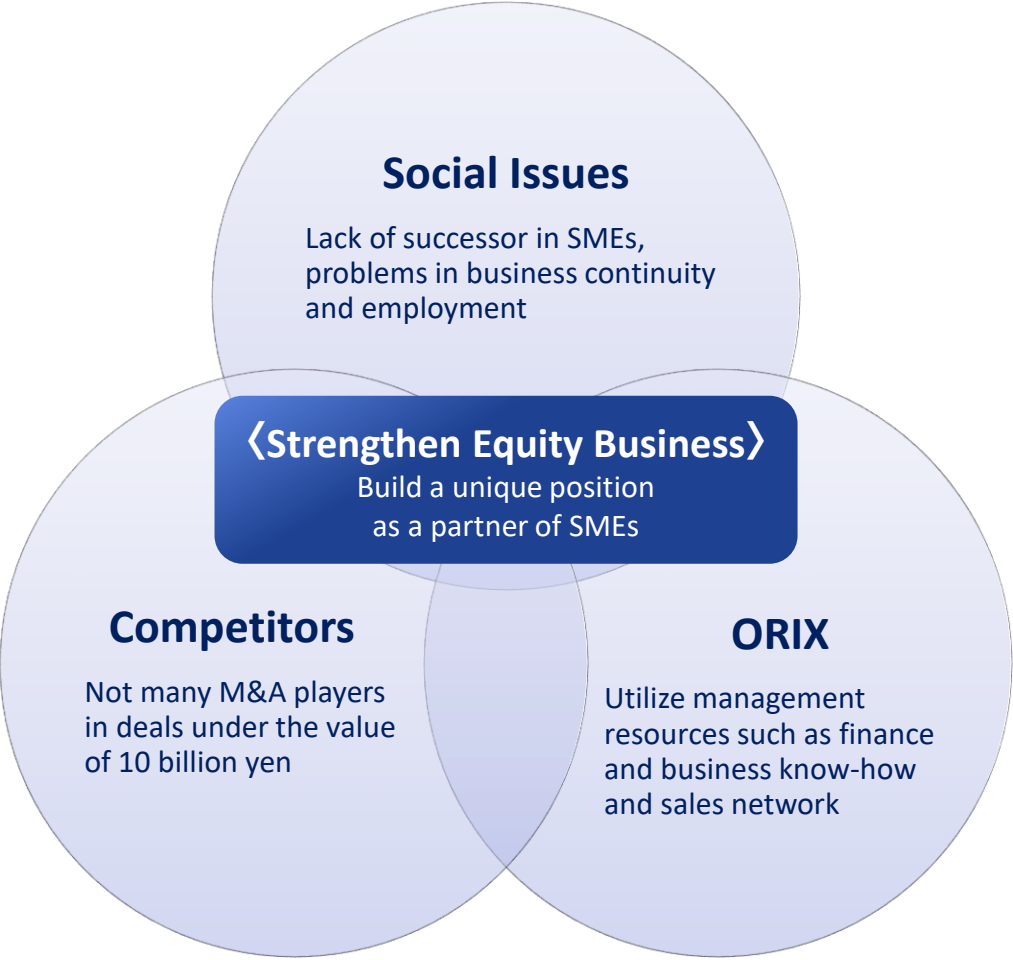 Social Issues
Lack of successor in SMEs,
problems in business continuity
and employment
〈Strengthen Equity Business〉
Build a unique position
as a partner of SMEs
Competitors
Not many M&A players
in deals under the value
of 10 billion yen
ORIX
Utilize management
resources such as finance
and business know-how
and sales network